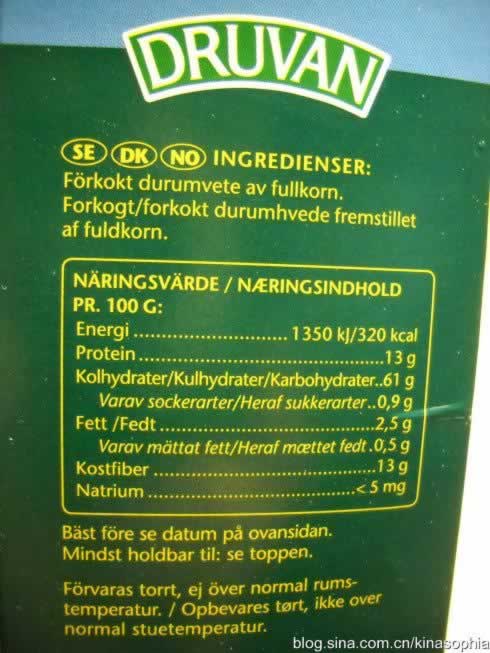 DRUVAN
SE DK NO INGREDIENSER:
Förkokt durumvete av fullkorn.
Forkogt/forkokt durumhvede fremstillet
af fuldkorn.
NÄRINGSVÄRDE / NÆRINGSINDHOLD
PR. 100 G:
Energi ........................ 1350 kJ/320 kcal
Protein ...................................... 13 g
Kolhydrater/Kulhydrater/Karbohydrater..61 g
Varav sockerarter/Heraf sukkerarter..0,9 g
Fett /Fedt ...................................2,5 g
Varav mättat fett/Heraf mættet fedt.0,5 g
Kostfiber ...................................13 g
Natrium ................................< 5 mg
Bäst före se datum på ovansidan.
Mindst holdbar til: se toppen.
Förvaras torrt, ej över normal rums-
temperatur. / Opbevares tørt, ikke over
normal stuetemperatur.
blog.sina.com.cn/kinasophia